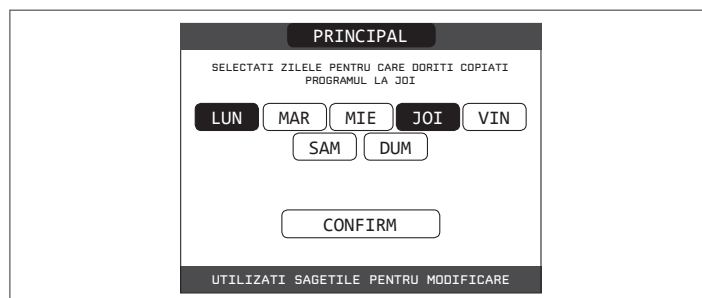 PRINCIPAL
SELECTATI ZILELE PENTRU CARE DORITI COPIATI
PROGRAMUL LA JOI
LUN MAR MIE JOI VIN
SAM DUM
CONFIRM
UTILIZATI SAGETILE PENTRU MODIFICARE